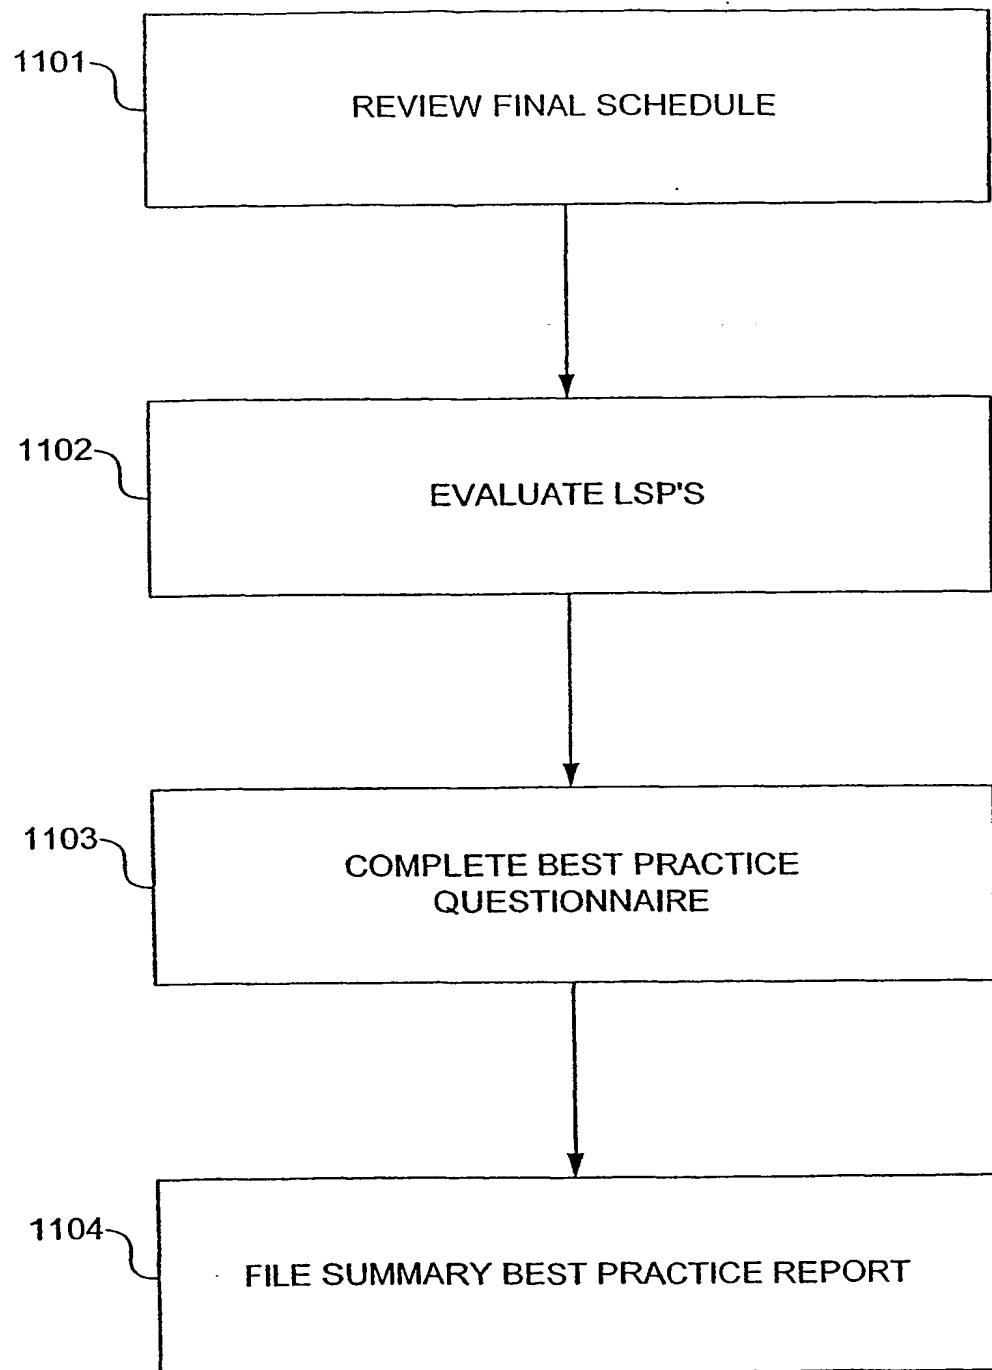 1101
REVIEW FINAL SCHEDULE
1102
EVALUATE LSP'S
1103
COMPLETE BEST PRACTICE
QUESTIONNAIRE
1104
FILE SUMMARY BEST PRACTICE REPORT